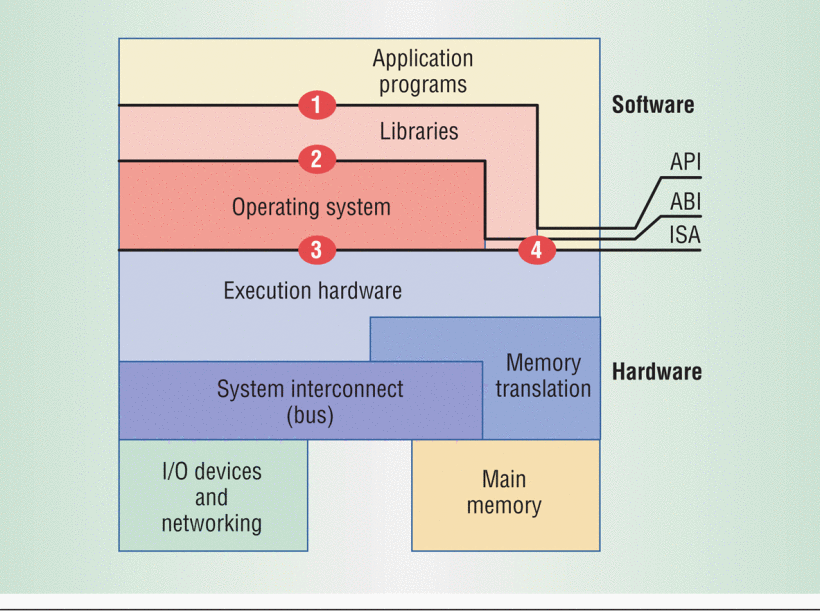 Application
programs
1
Software
Libraries
2
API
Operating system
ABI
ISA
3
4
Execution hardware
Memory
translation
Hardware
System interconnect
(bus)
I/O devices
and
networking
Main
memory